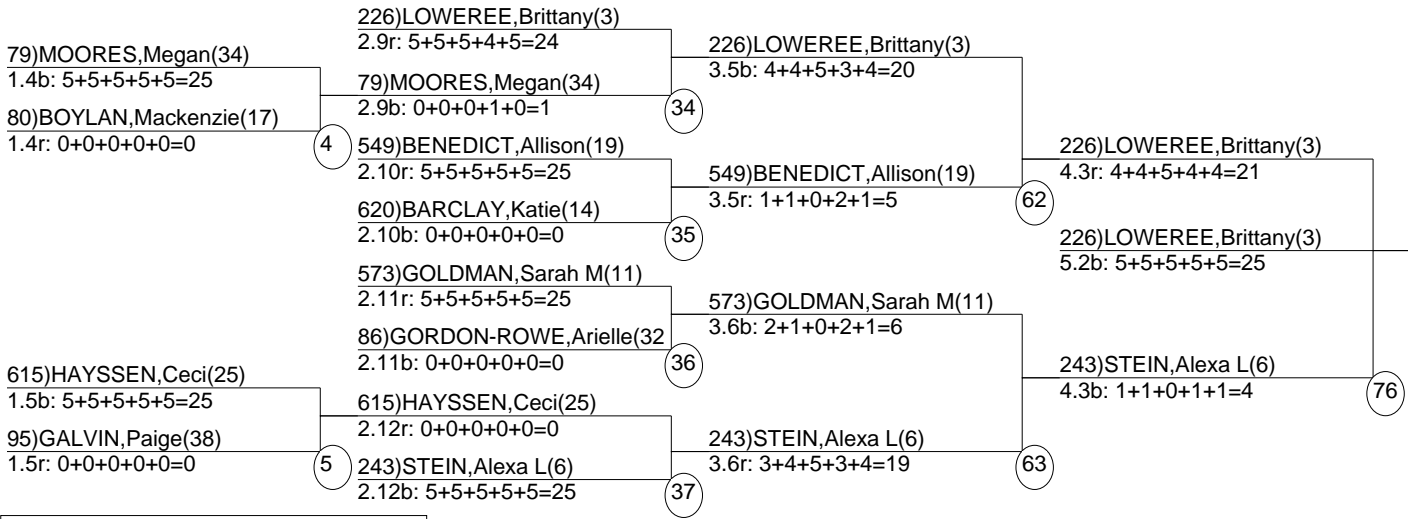 79)MOORES,Megan(34)
1.4b: 5+5+5+5+5=25
80)BOYLAN,Mackenzie(17)
1.4r: 0+0+0+0+0=0
4
615)HAYSSEN,Ceci(25)
1.5b: 5+5+5+5+5=25
95)GALVIN,Paige(38)
1.5r: 0+0+0+0+0=0
5
226)LOWEREE,Brittany(3)
2.9r: 5+5+5+4+5=24
79)MOORES,Megan(34)
2.9b: 0+0+0+1+0=1
34
549)BENEDICT,Allison(19)
2.10r: 5+5+5+5+5=25
620)BARCLAY,Katie(14)
2.10b: 0+0+0+0+0=0
35
573)GOLDMAN,Sarah M(11)
2.11r: 5+5+5+5+5=25
86)GORDON-ROWE,Arielle(32
2.11b: 0+0+0+0+0=0
36
615)HAYSSEN,Ceci(25)
2.12r: 0+0+0+0+0=0
243)STEIN,Alexa L(6)
2.12b: 5+5+5+5+5=25
37
226)LOWEREE,Brittany(3)
3.5b: 4+4+5+3+4=20
549)BENEDICT,Allison(19)
3.5r: 1+1+0+2+1=5
62
573)GOLDMAN,Sarah M(11)
3.6b: 2+1+0+2+1=6
243)STEIN,Alexa L(6)
3.6r: 3+4+5+3+4=19
63
226)LOWEREE,Brittany(3)
4.3r: 4+4+5+4+4=21
226)LOWEREE,Brittany(3)
5.2b: 5+5+5+5+5=25
243)STEIN,Alexa L(6)
4.3b: 1+1+0+1+1=4
76